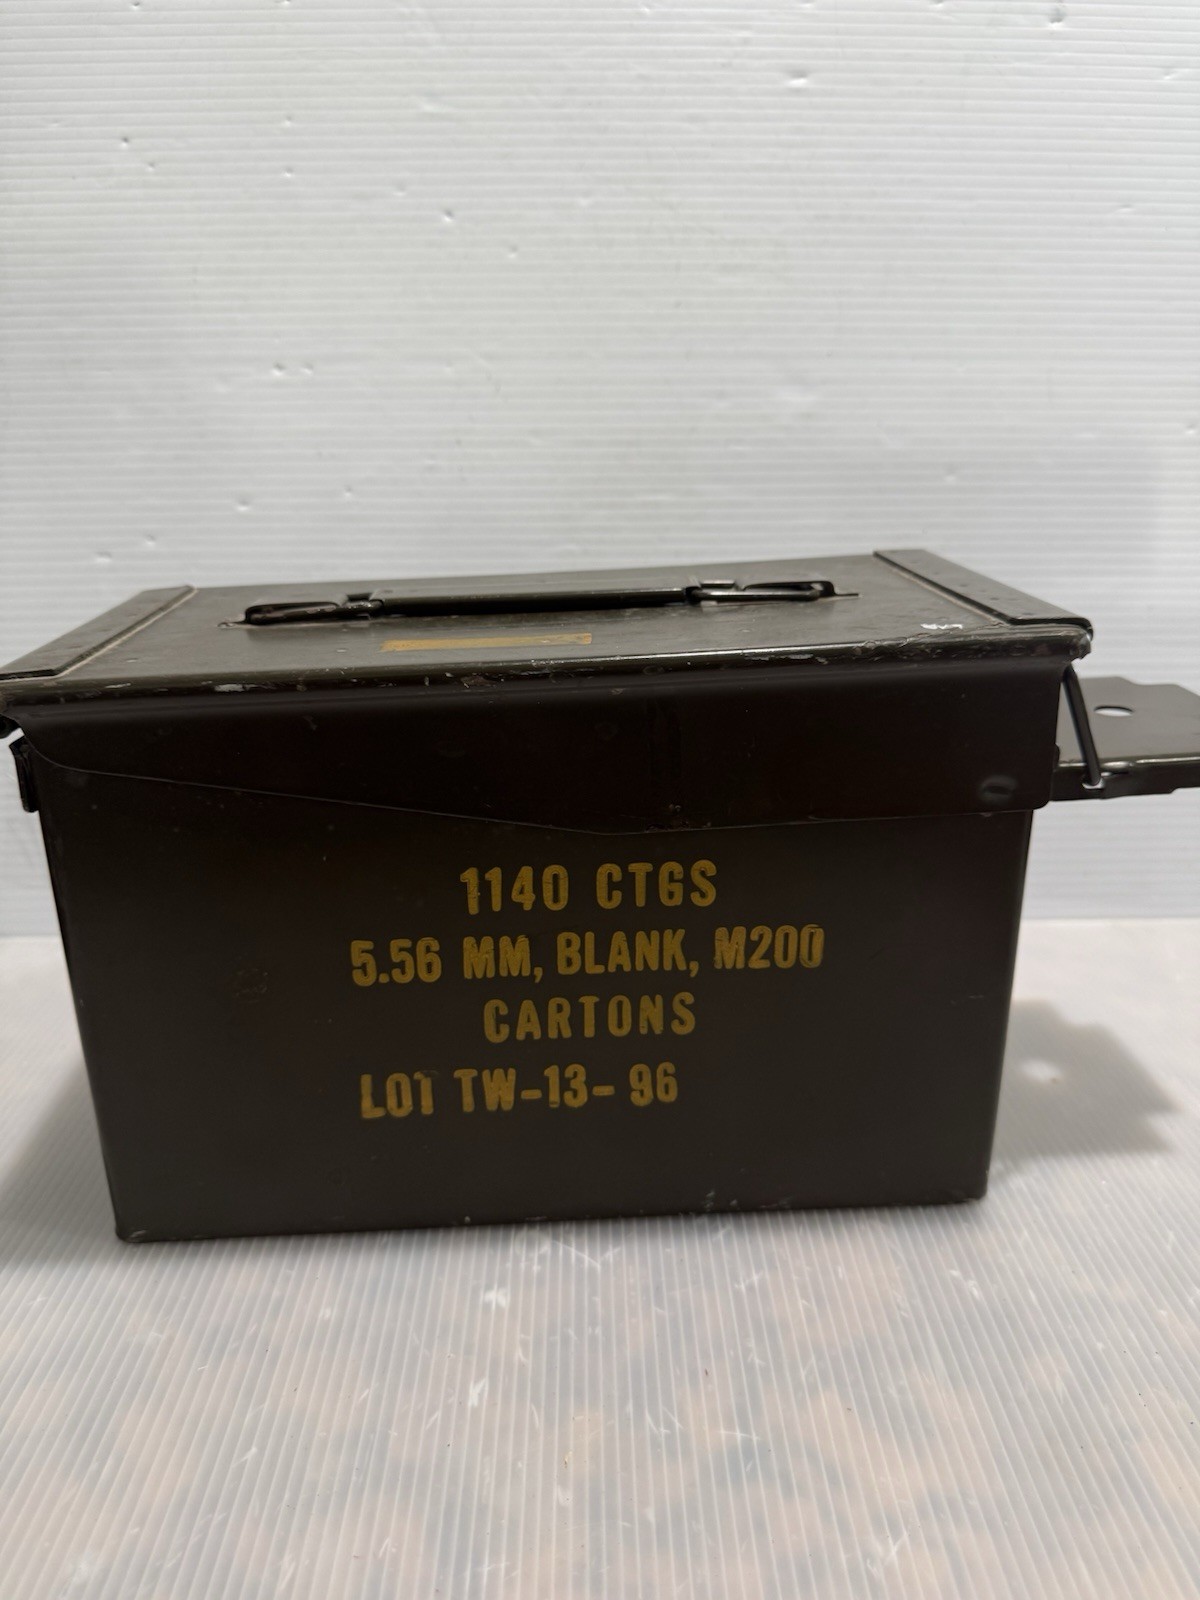 1140 CTGS
5.56 MM, BLANK, M200
CARTONS
LOT TW-13-96